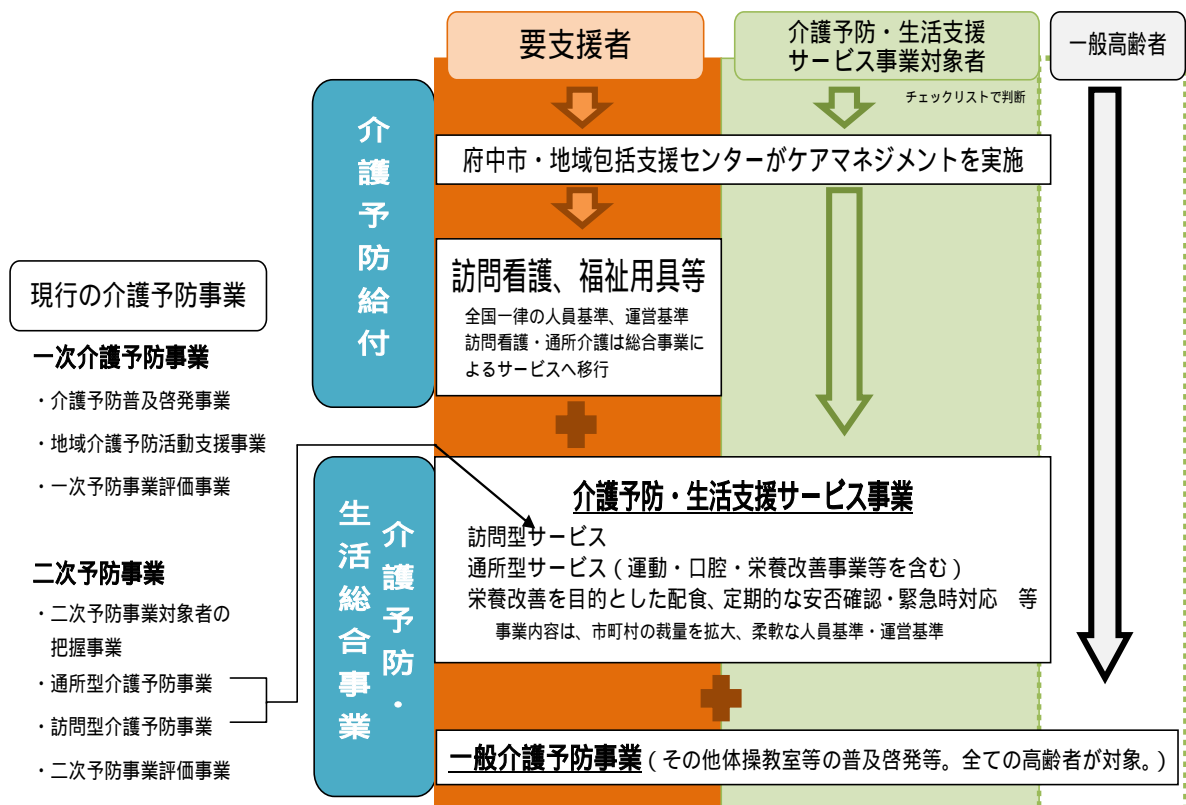 要支援者
介護予防・生活支援
サービス事業対象者
一般高齢者
チェックリストで判断
介護予防給付
府中市・地域包括支援センターがケアマネジメントを実施
訪問看護、福祉用具等
全国一律の人員基準、運営基準
訪問看護・通所介護は総合事業に
よるサービスへ移行
現行の介護予防事業
一次介護予防事業
・介護予防普及啓発事業
・地域介護予防活動支援事業
・一次予防事業評価事業
二次予防事業
・二次予防事業対象者の
把握事業
・通所型介護予防事業
・訪問型介護予防事業
・二次予防事業評価事業
介護予防・
生活総合事業
介護予防・生活支援サービス事業
訪問型サービス
通所型サービス（運動・口腔・栄養改善事業等を含む）
栄養改善を目的とした配食、定期的な安否確認・緊急時対応　等
事業内容は、市町村の裁量を拡大、柔軟な人員基準・運営基準
一般介護予防事業（その他体操教室等の普及啓発等。全ての高齢者が対象。）